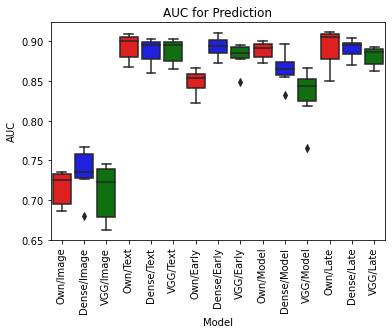 AUC for Prediction
AUC
0.90
0.85
0.80
0.75
0.70
0.65
Own/Image
Dense/Image
VGG/Image
Own/Text
Dense/Text
VGG/Text
Own/Early
Dense/Early
VGG/Early
Own/Model
Dense/Model
VGG/Model
Own/Late
Dense/Late
VGG/Late
Model